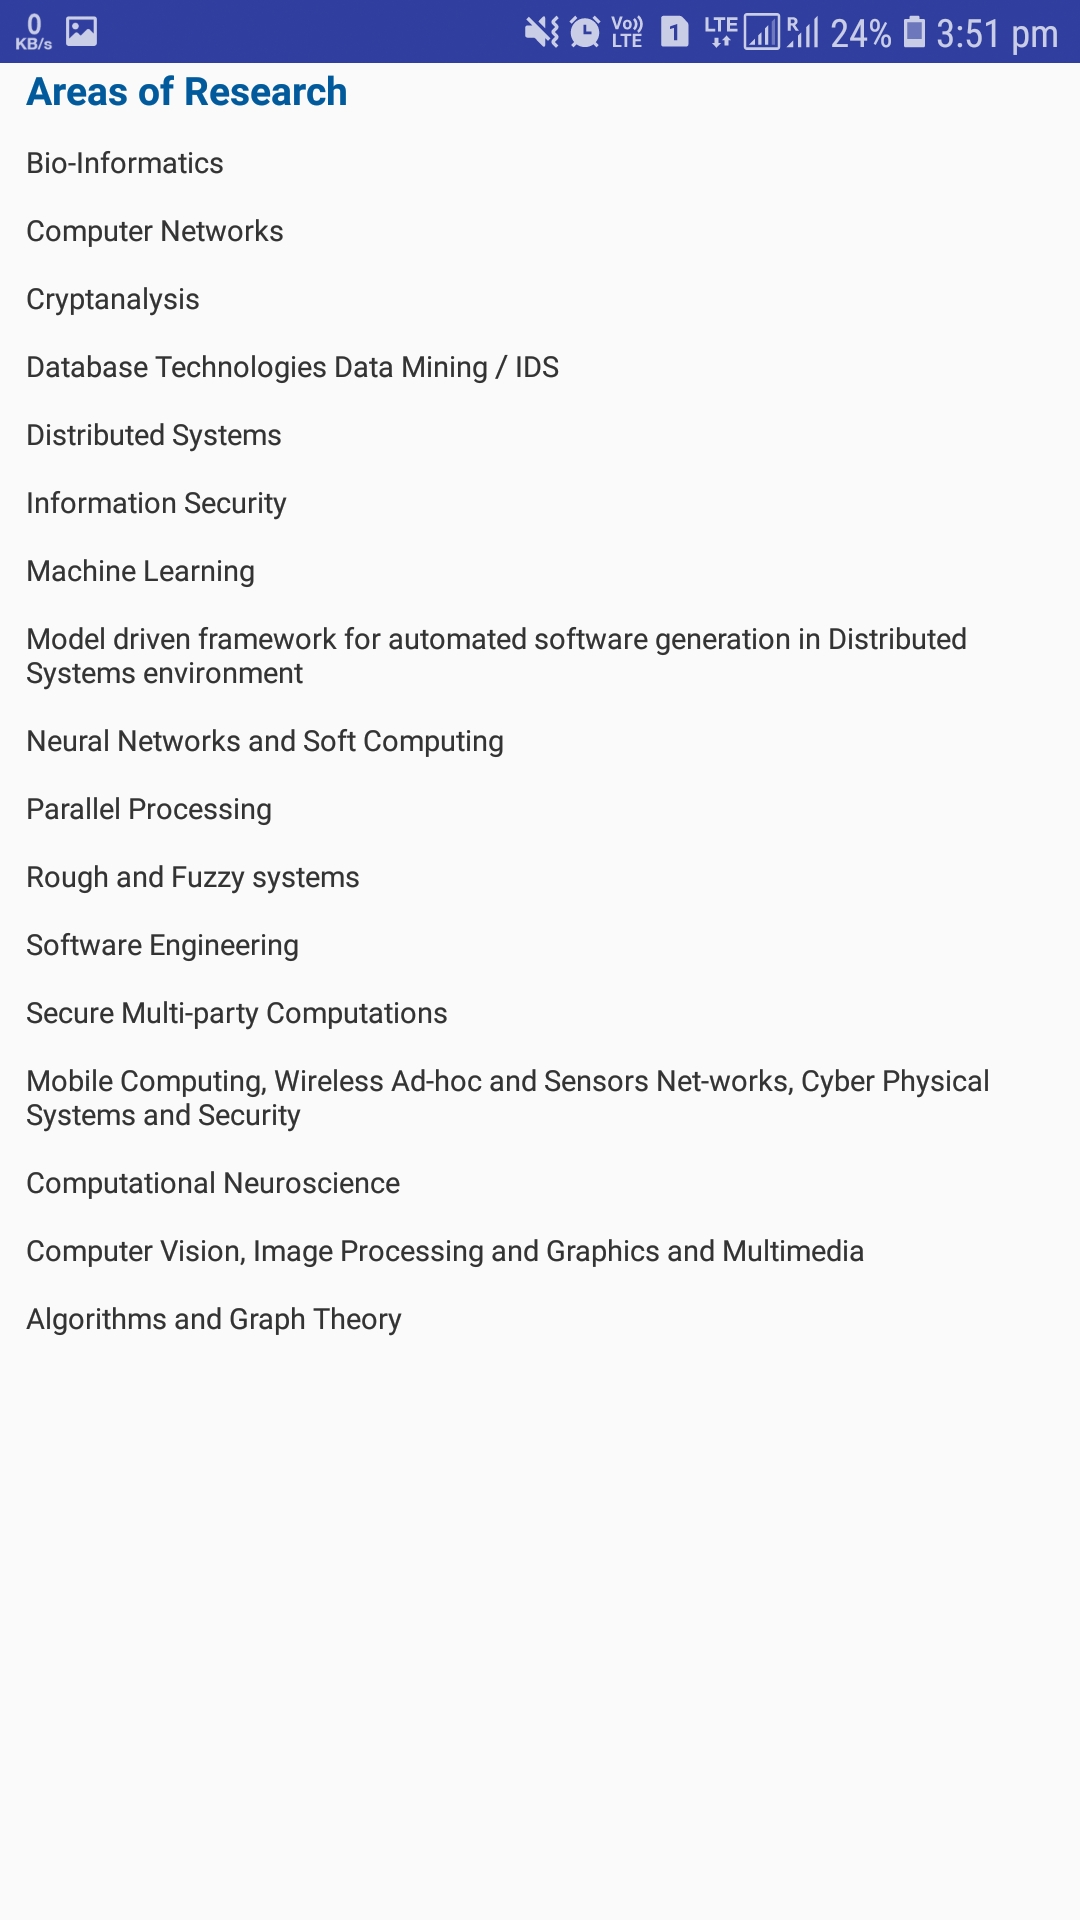 0
KB/s
Vo))
LTE
1
LTE
R
24%
3:51 pm
Areas of Research
Bio-Informatics
Computer Networks
Cryptanalysis
Database Technologies Data Mining / IDS
Distributed Systems
Information Security
Machine Learning
Model driven framework for automated software generation in Distributed
Systems environment
Neural Networks and Soft Computing
Parallel Processing
Rough and Fuzzy systems
Software Engineering
Secure Multi-party Computations
Mobile Computing, Wireless Ad-hoc and Sensors Net-works, Cyber Physical
Systems and Security
Computational Neuroscience
Computer Vision, Image Processing and Graphics and Multimedia
Algorithms and Graph Theory